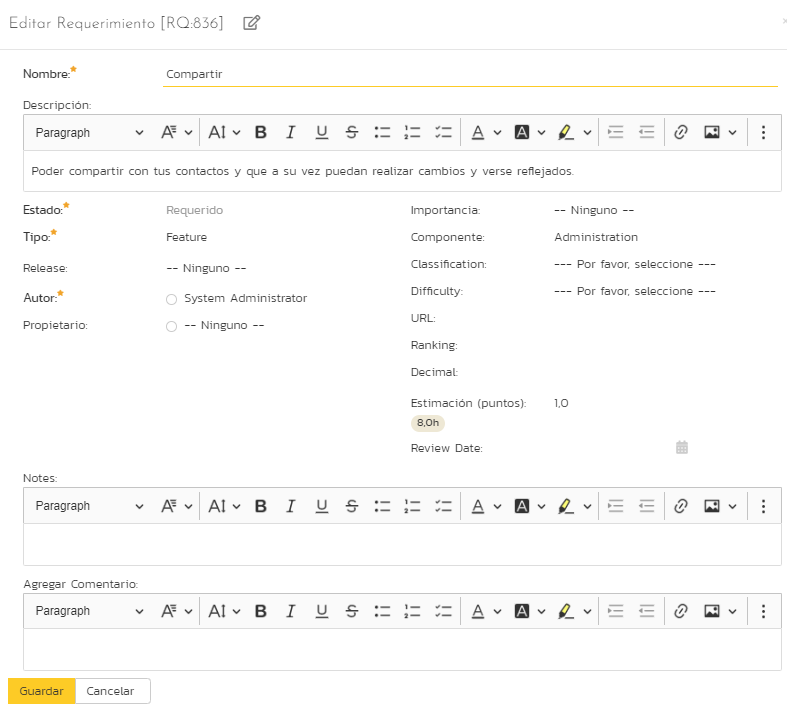 Editar Requerimiento [RQ:836]
×
Nombre:* Compartir
Descripción:
Paragraph
Poder compartir con tus contactos y que a su vez puedan realizar cambios y verse reflejados.
Estado:* Requerido
Tipo:* Feature
Release: -- Ninguno --
Autor:* System Administrator
Propietario: -- Ninguno --
Importancia: -- Ninguno --
Componente: Administration
Classification: --- Por favor, seleccione ---
Difficulty: --- Por favor, seleccione ---
URL:
Ranking:
Decimal:
Estimación (puntos): 1,0
8,0h
Review Date:
Notes:
Paragraph
Agregar Comentario:
Paragraph
Guardar Cancelar